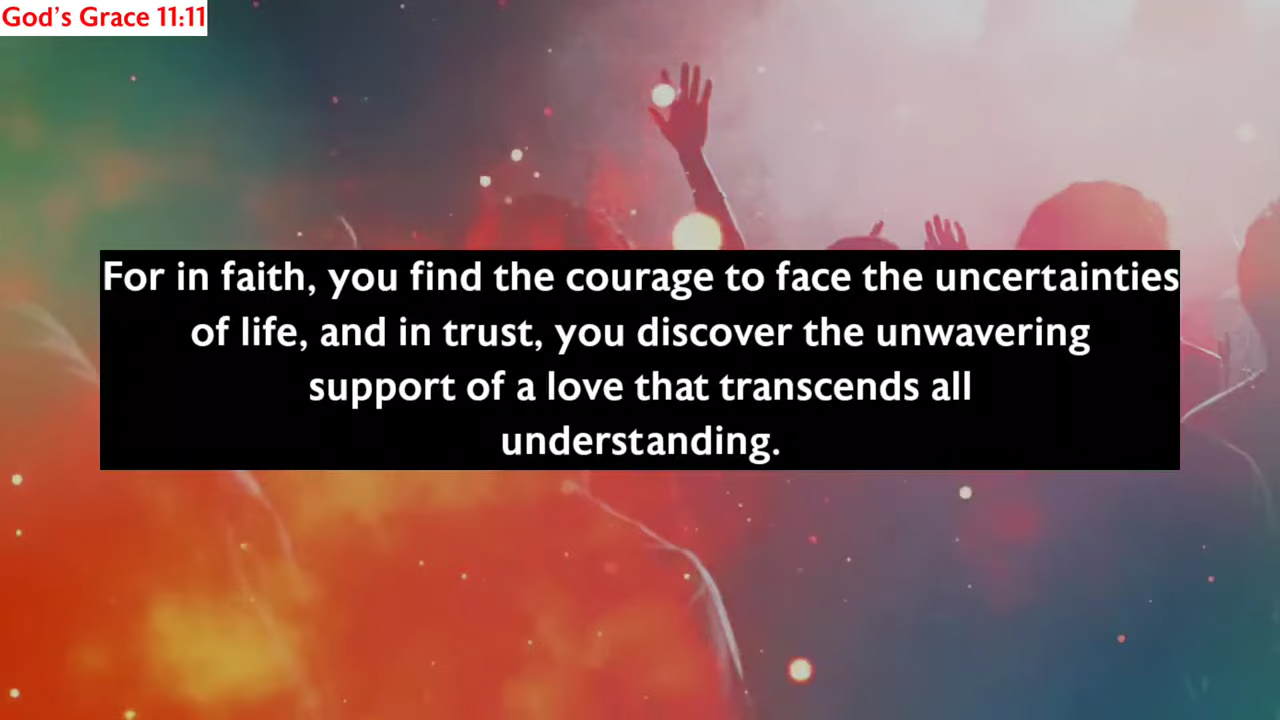 God's Grace 11:11
For in faith, you find the courage to face the uncertainties
of life, and in trust, you discover the unwavering
support of a love that transcends all
understanding.